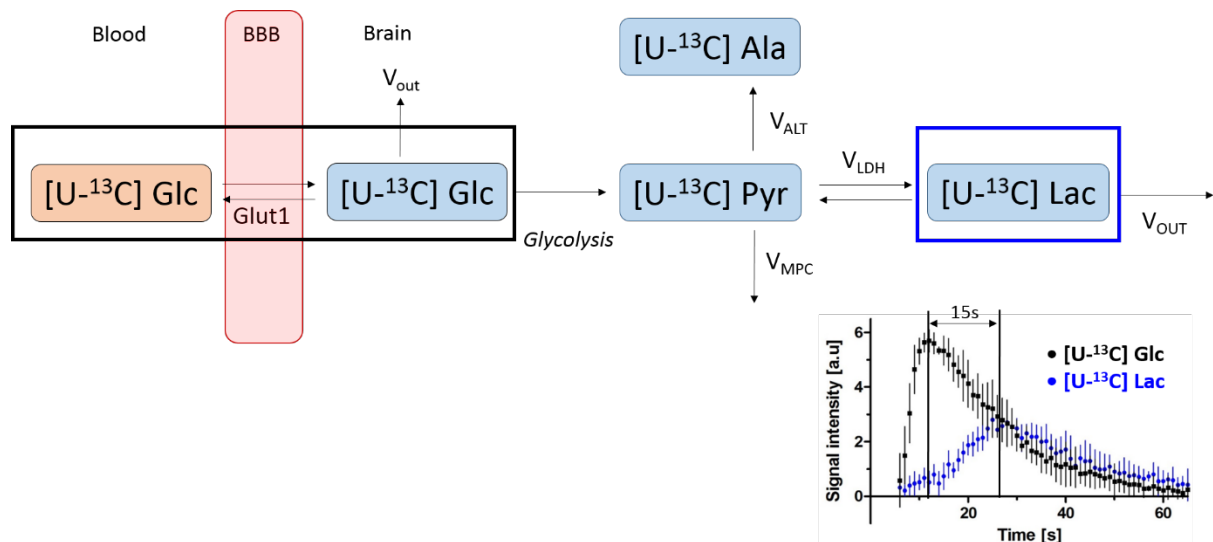 Blood
BBB
Brain
[U-¹³C] Ala
V_out
V_ALT
V_LDH
[U-¹³C] Glc
[U-¹³C] Glc
[U-¹³C] Pyr
[U-¹³C] Lac
Glut1
V_OUT
Glycolysis
V_MPC
15s
[U-¹³C] Glc
[U-¹³C] Lac
Signal intensity [a.u]
6
4
2
0
20
40
60
Time [s]